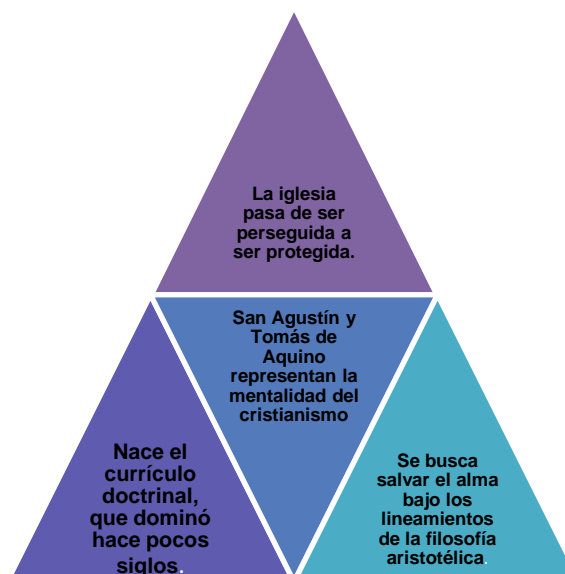 La iglesia
pasa de ser
perseguida a
ser protegida.
San Agustín y
Tomás de
Aquino
representan la
mentalidad del
cristianismo
Nace el
currículo
doctrinal,
que dominó
hace pocos
siglos.
Se busca
salvar el alma
bajo los
lineamientos
de la filosofía
aristotélica.